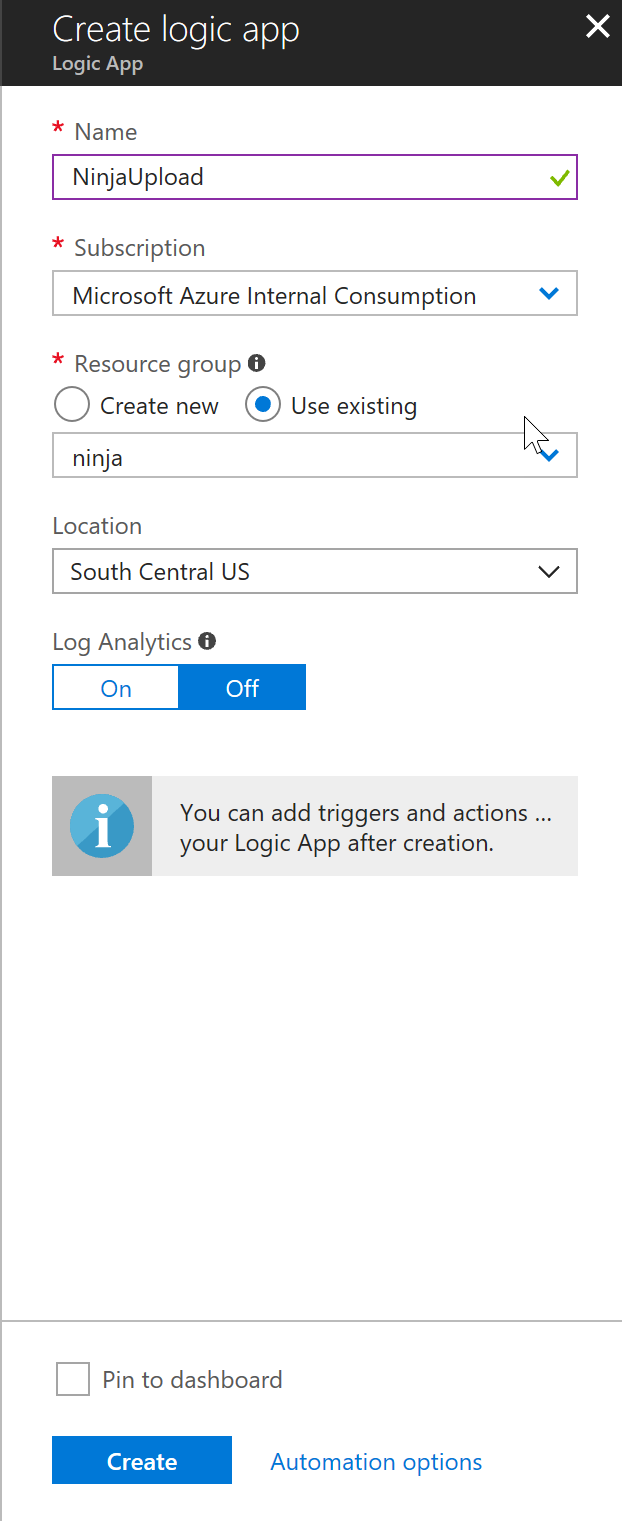 Create logic app
Logic App
* Name
NinjaUpload
* Subscription
Microsoft Azure Internal Consumption
* Resource group
Create new Use existing
ninja
Location
South Central US
Log Analytics
On Off
You can add triggers and actions ...
your Logic App after creation.
Pin to dashboard
Create Automation options